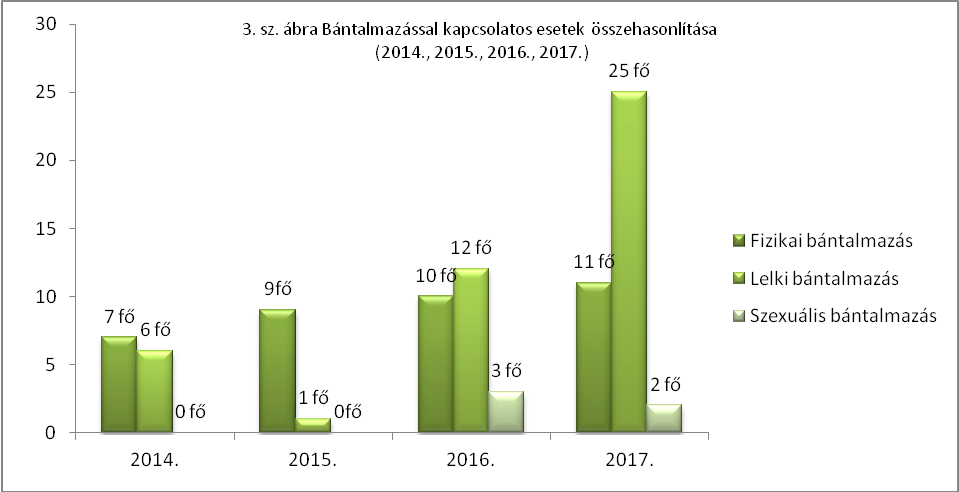 3. sz. ábra Bántalmazással kapcsolatos esetek összehasonlítása
(2014., 2015., 2016., 2017.)
30
25
20
15
10
5
0
7 fő
6 fő
0 fő
9fő
1 fő
0fő
10 fő
12 fő
3 fő
11 fő
25 fő
2 fő
2014.
2015.
2016.
2017.
Fizikai bántalmazás
Lelki bántalmazás
Szexuális bántalmazás